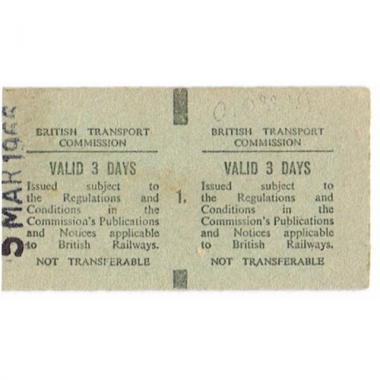 5 MAR 1966
BRITISH TRANSPORT
COMMISSION
VALID 3 DAYS
Issued subject to
the Regulations and
Conditions in the
Commission's Publications
and Notices applicable
to British Railways.
NOT TRANSFERABLE
1.
BRITISH TRANSPORT
COMMISSION
VALID 3 DAYS
Issued subject to
the Regulations and
Conditions in the
Commission's Publications
and Notices applicable
to British Railways.
NOT TRANSFERABLE